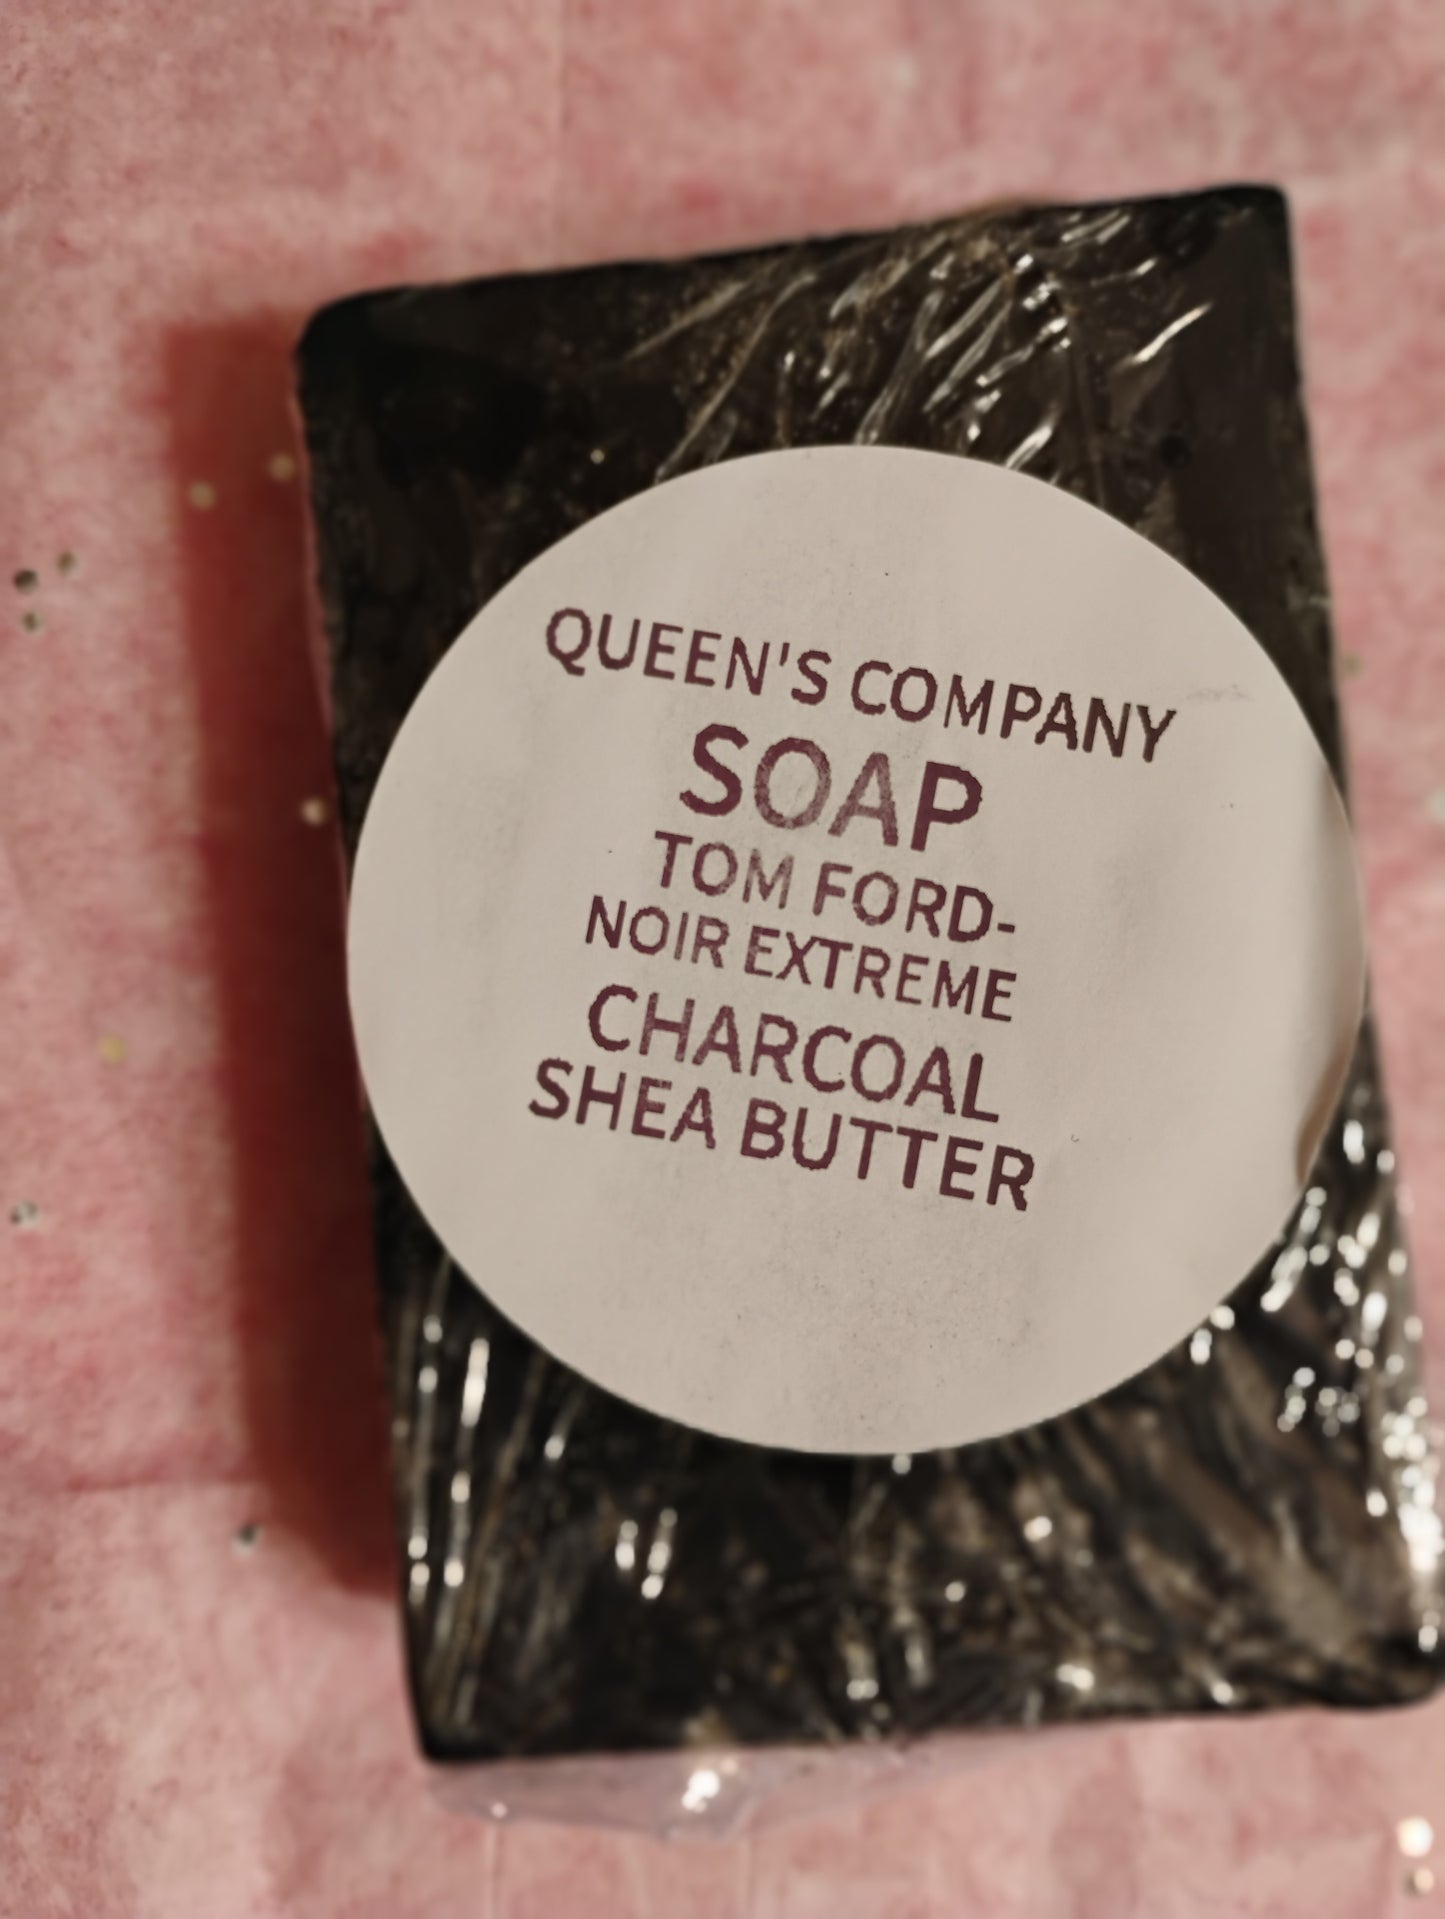 QUEEN'S COMPANY
SOAP
TOM FORD-
NOIR EXTREME
CHARCOAL
SHEA BUTTER